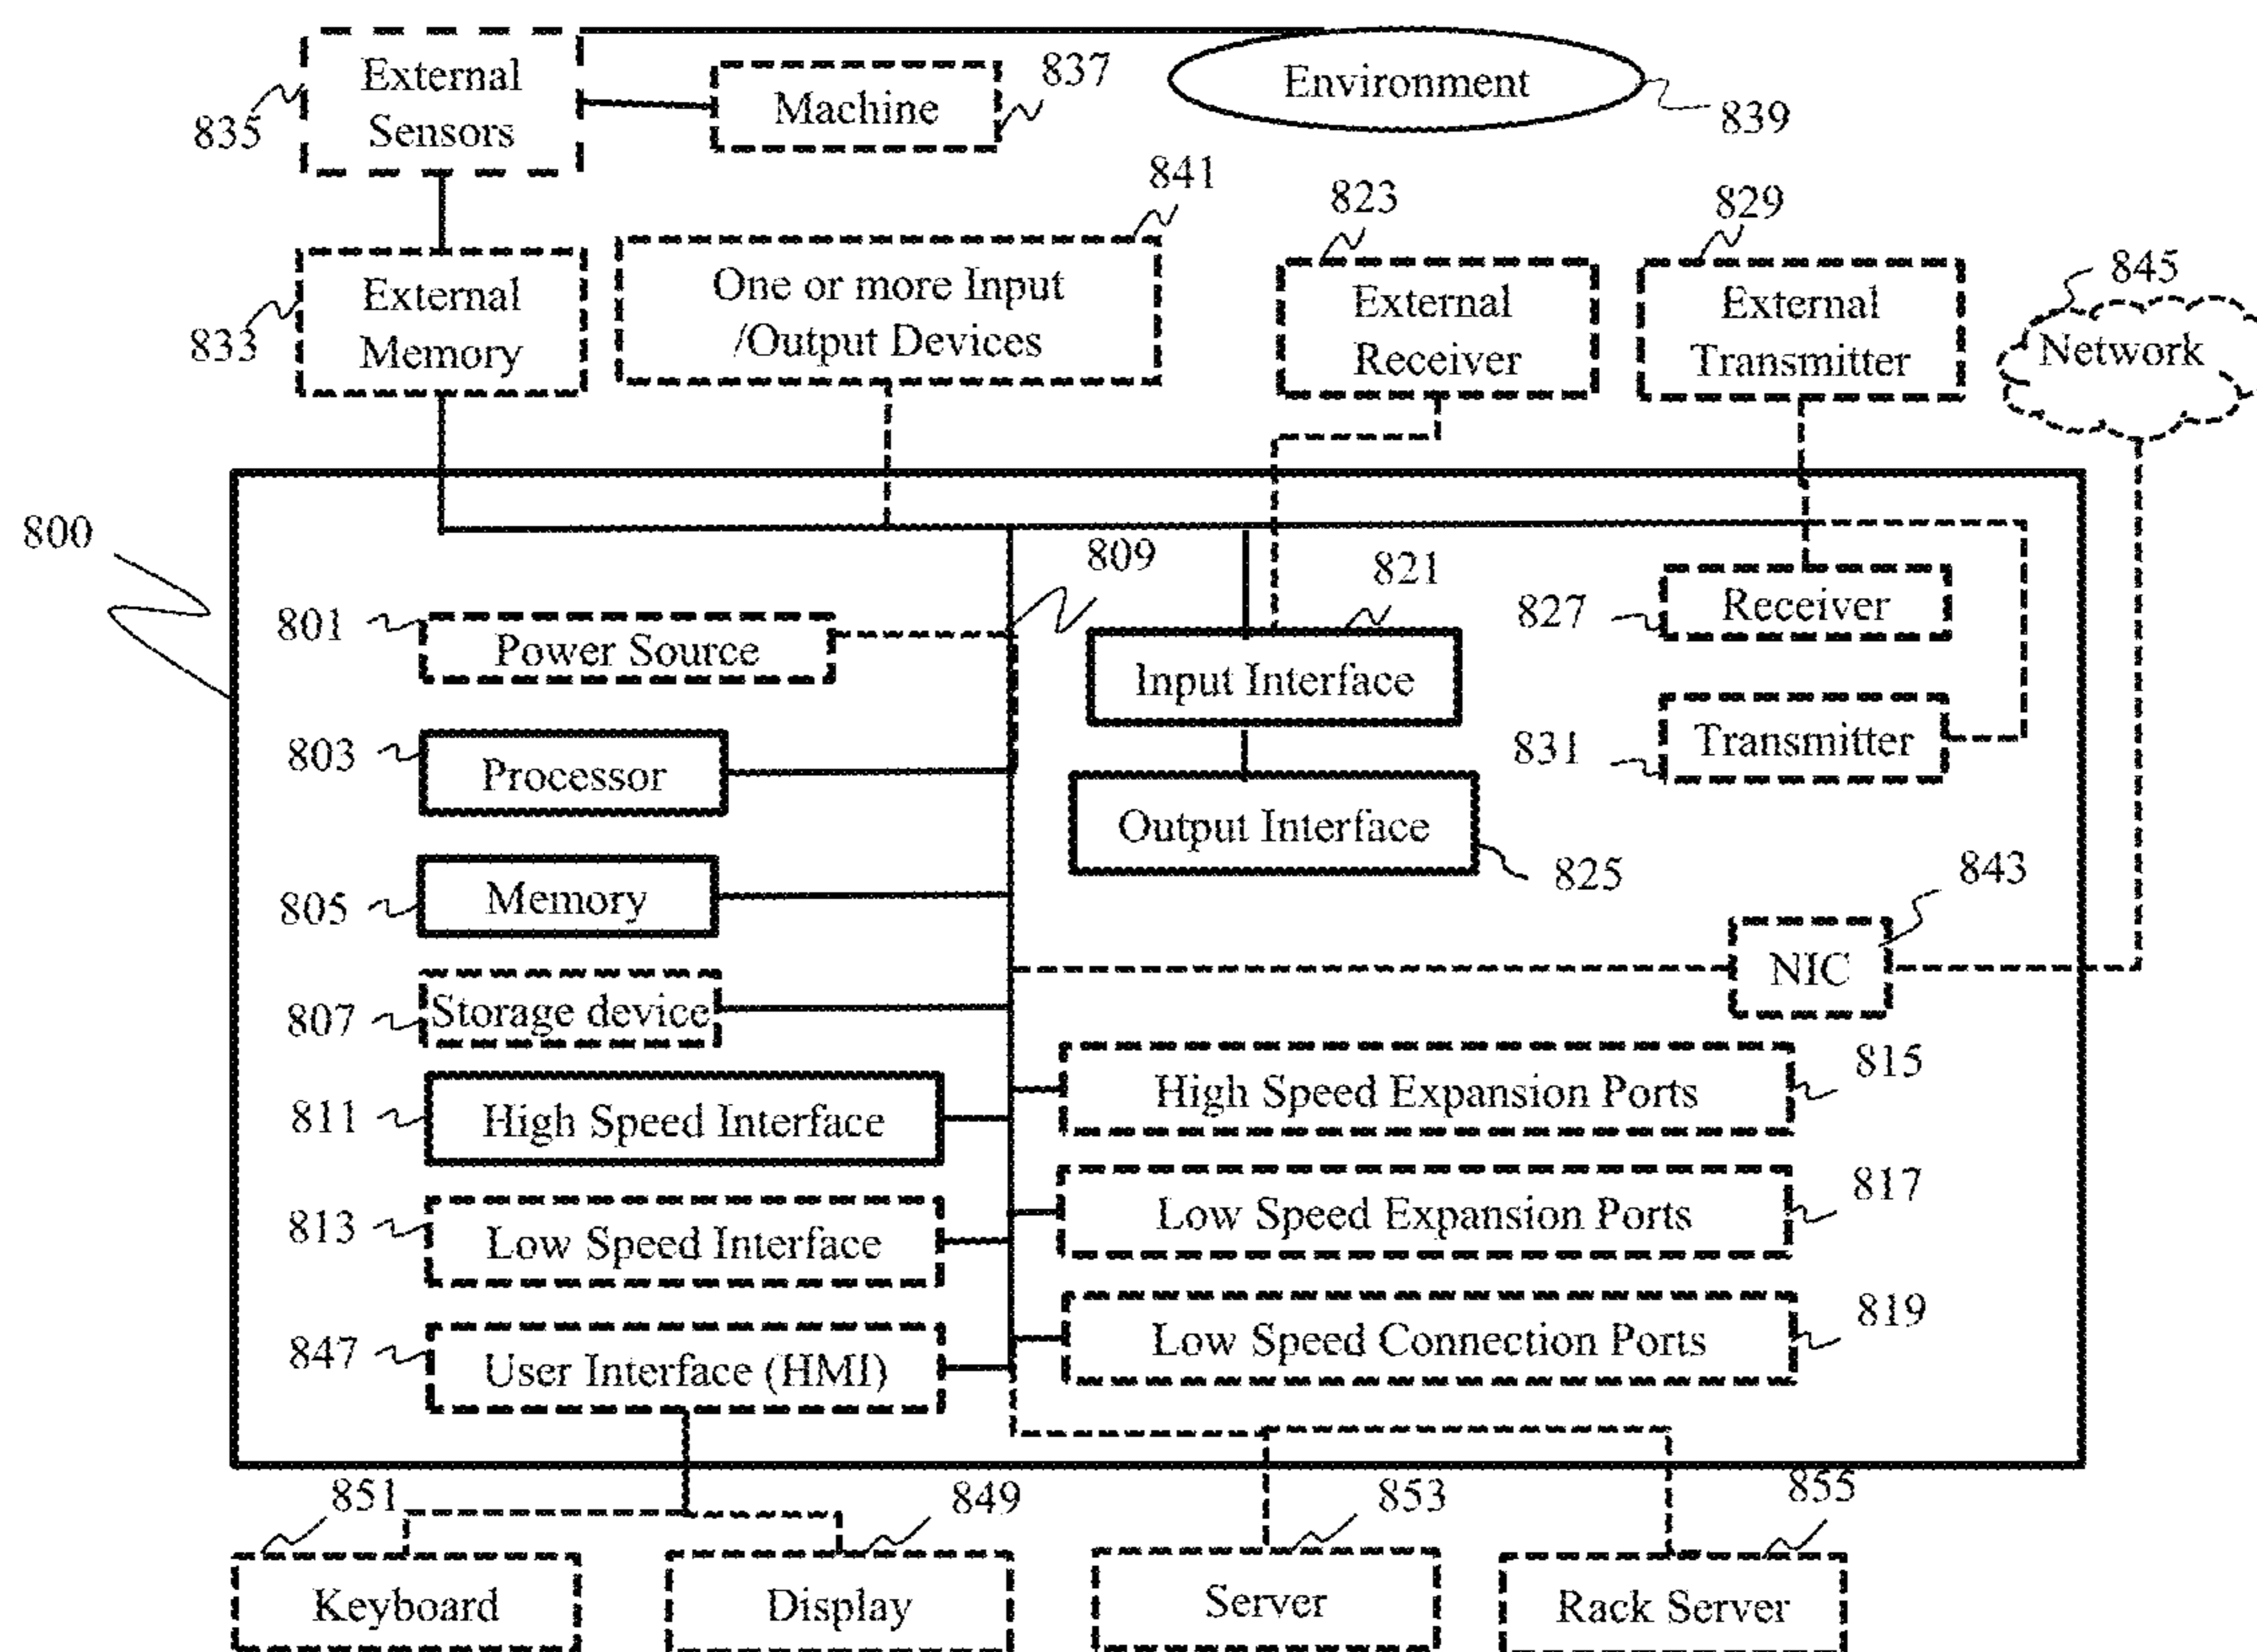 External
Sensors
835
Machine
837
Environment
839
841
823
829
845
External
Memory
833
One or more Input
/Output Devices
External
Receiver
External
Transmitter
Network
800
809
821
801
Power Source
Input Interface
827
Receiver
803
Processor
831
Transmitter
Output Interface
825
805
Memory
843
NIC
807
Storage device
811
High Speed Interface
High Speed Expansion Ports
815
813
Low Speed Interface
Low Speed Expansion Ports
817
847
User Interface (HMI)
Low Speed Connection Ports
819
851
849
853
855
Keyboard
Display
Server
Rack Server